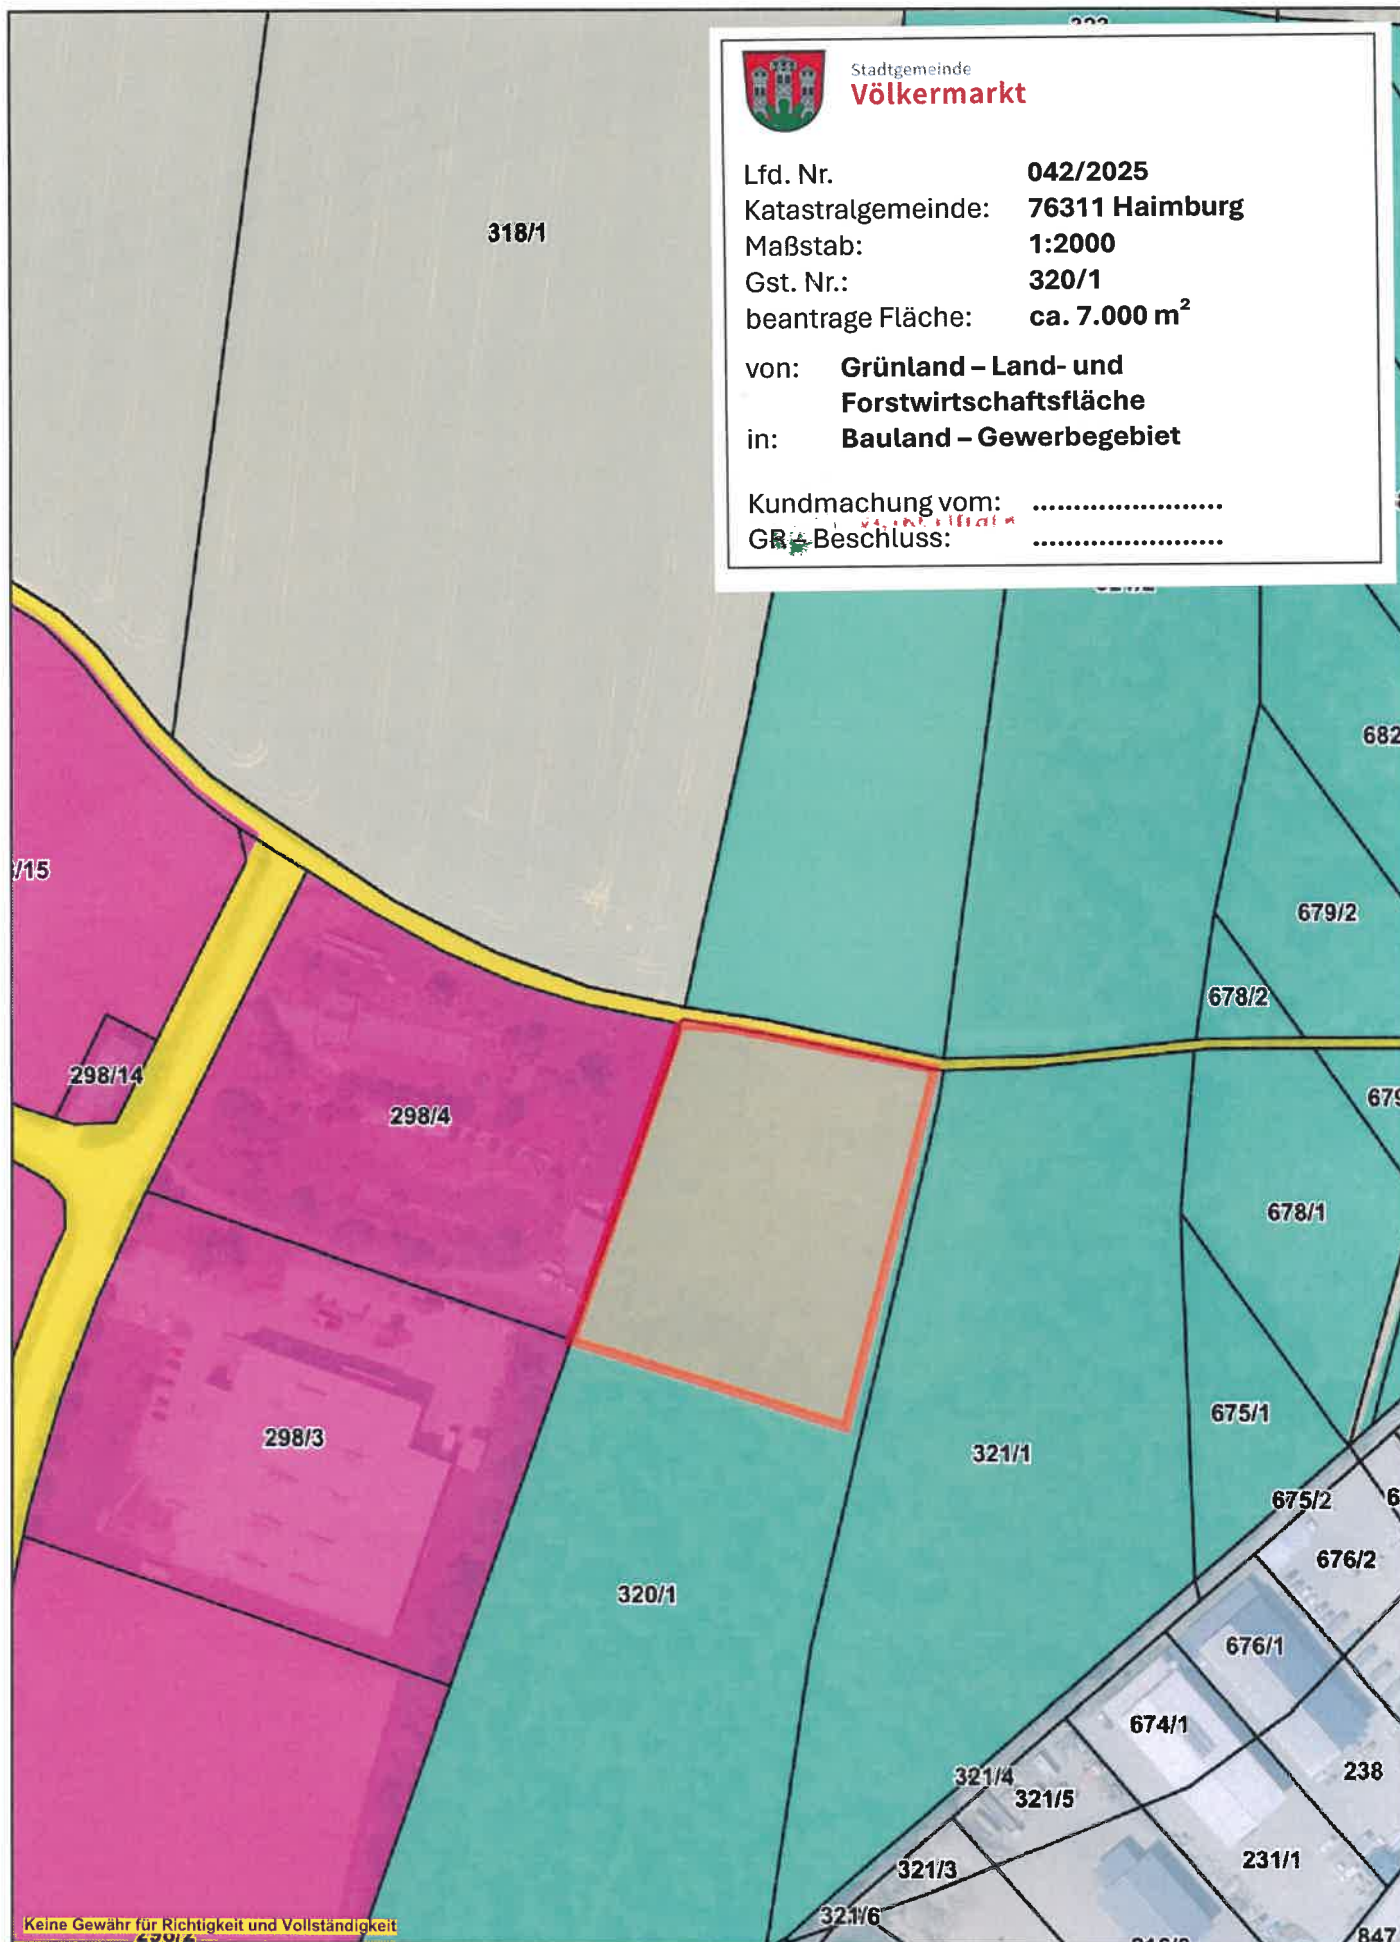 Stadtgemeinde
Völkermarkt
Lfd. Nr. 042/2025
Katastralgemeinde: 76311 Haimburg
Maßstab: 1:2000
Gst. Nr.: 320/1
beantrage Fläche: ca. 7.000 m²
von: Grünland – Land- und
Forstwirtschaftsfläche
in: Bauland – Gewerbegebiet
Kundmachung vom: ......................
GR – Beschluss: ......................
318/1
682
/15
679/2
678/2
298/14
298/4
679
678/1
298/3
675/1
321/1
675/2
6
676/2
320/1
676/1
674/1
238
321/4
321/5
231/1
321/3
321/6
847
Keine Gewähr für Richtigkeit und Vollständigkeit
298/2